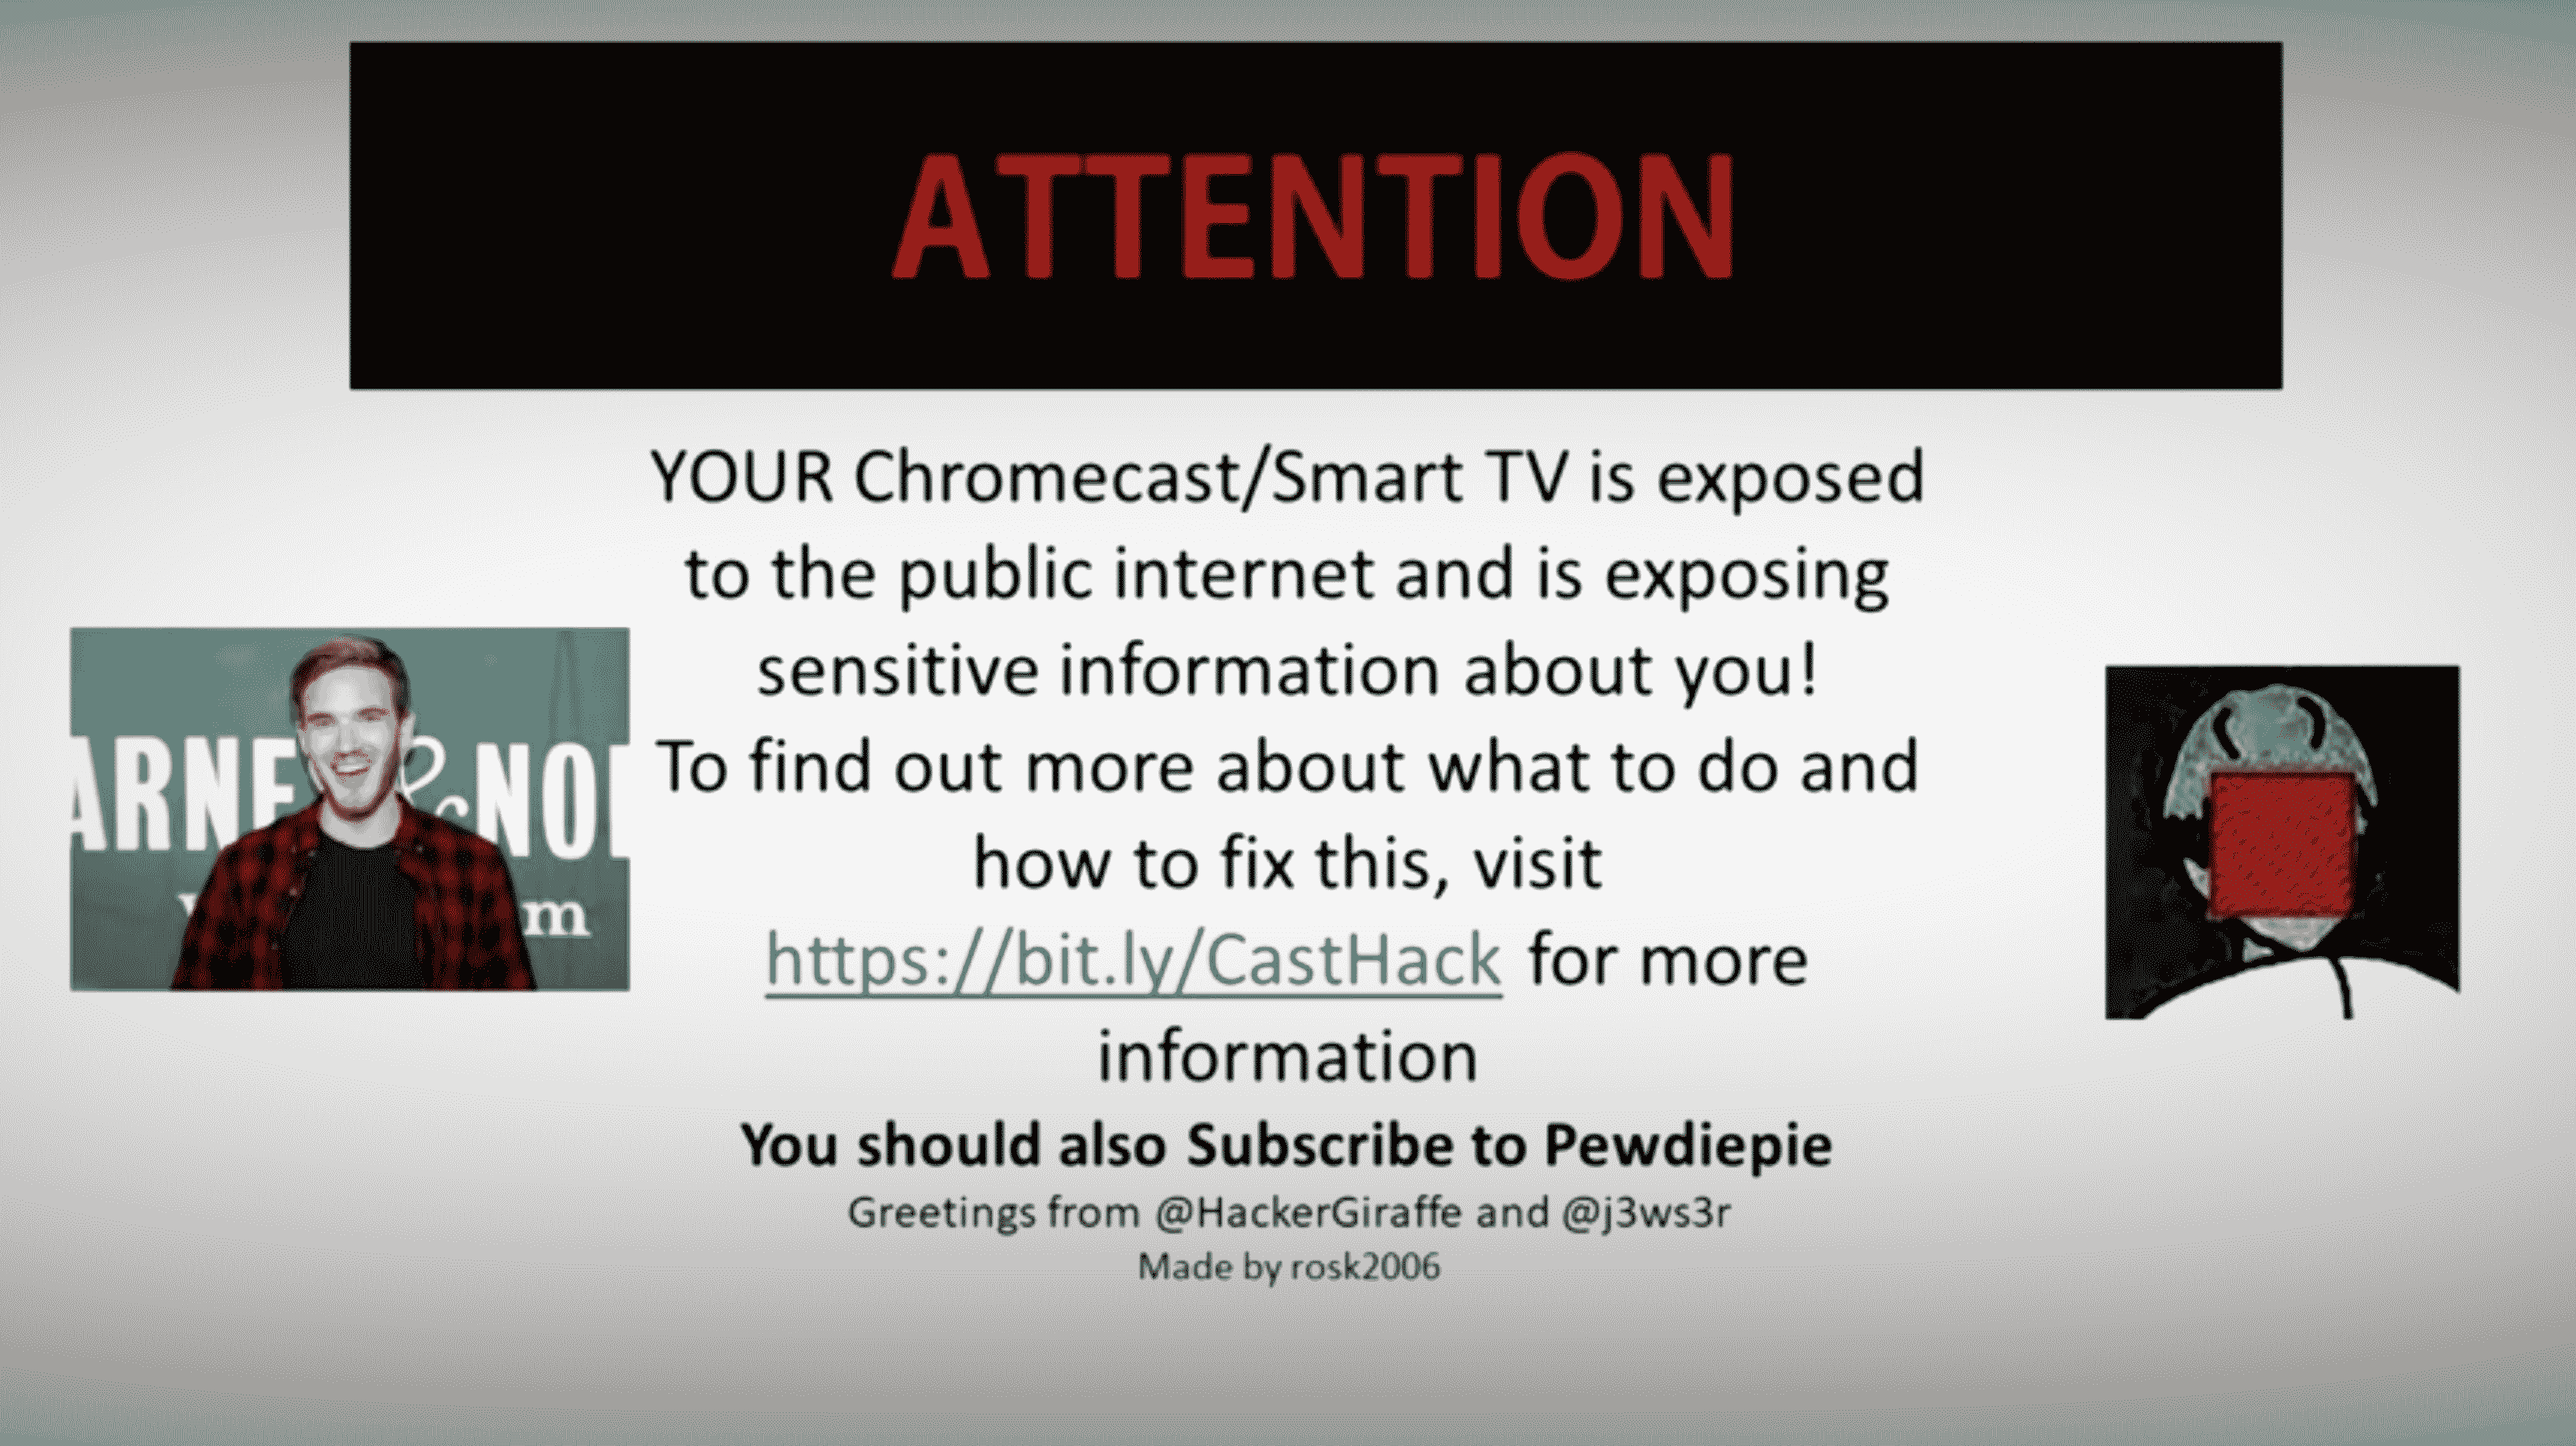 ATTENTION
YOUR Chromecast/Smart TV is exposed
to the public internet and is exposing
sensitive information about you!
To find out more about what to do and
how to fix this, visit
https://bit.ly/CastHack for more
information
You should also Subscribe to Pewdiepie
Greetings from @HackerGiraffe and @j3ws3r
Made by rosk2006
ARNE & NO
m